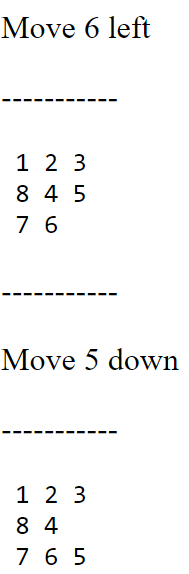 Move 6 left
-----------
1 2 3
8 4 5
7 6
-----------
Move 5 down
-----------
1 2 3
8 4
7 6 5